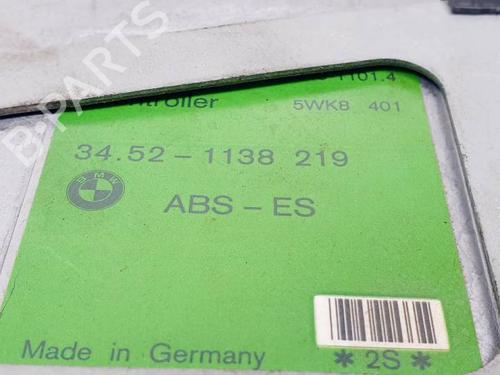 1101.4
5WK8 401
34.52-1138 219
BMW
ABS-ES
Made in Germany
*2S*
B-PARTS